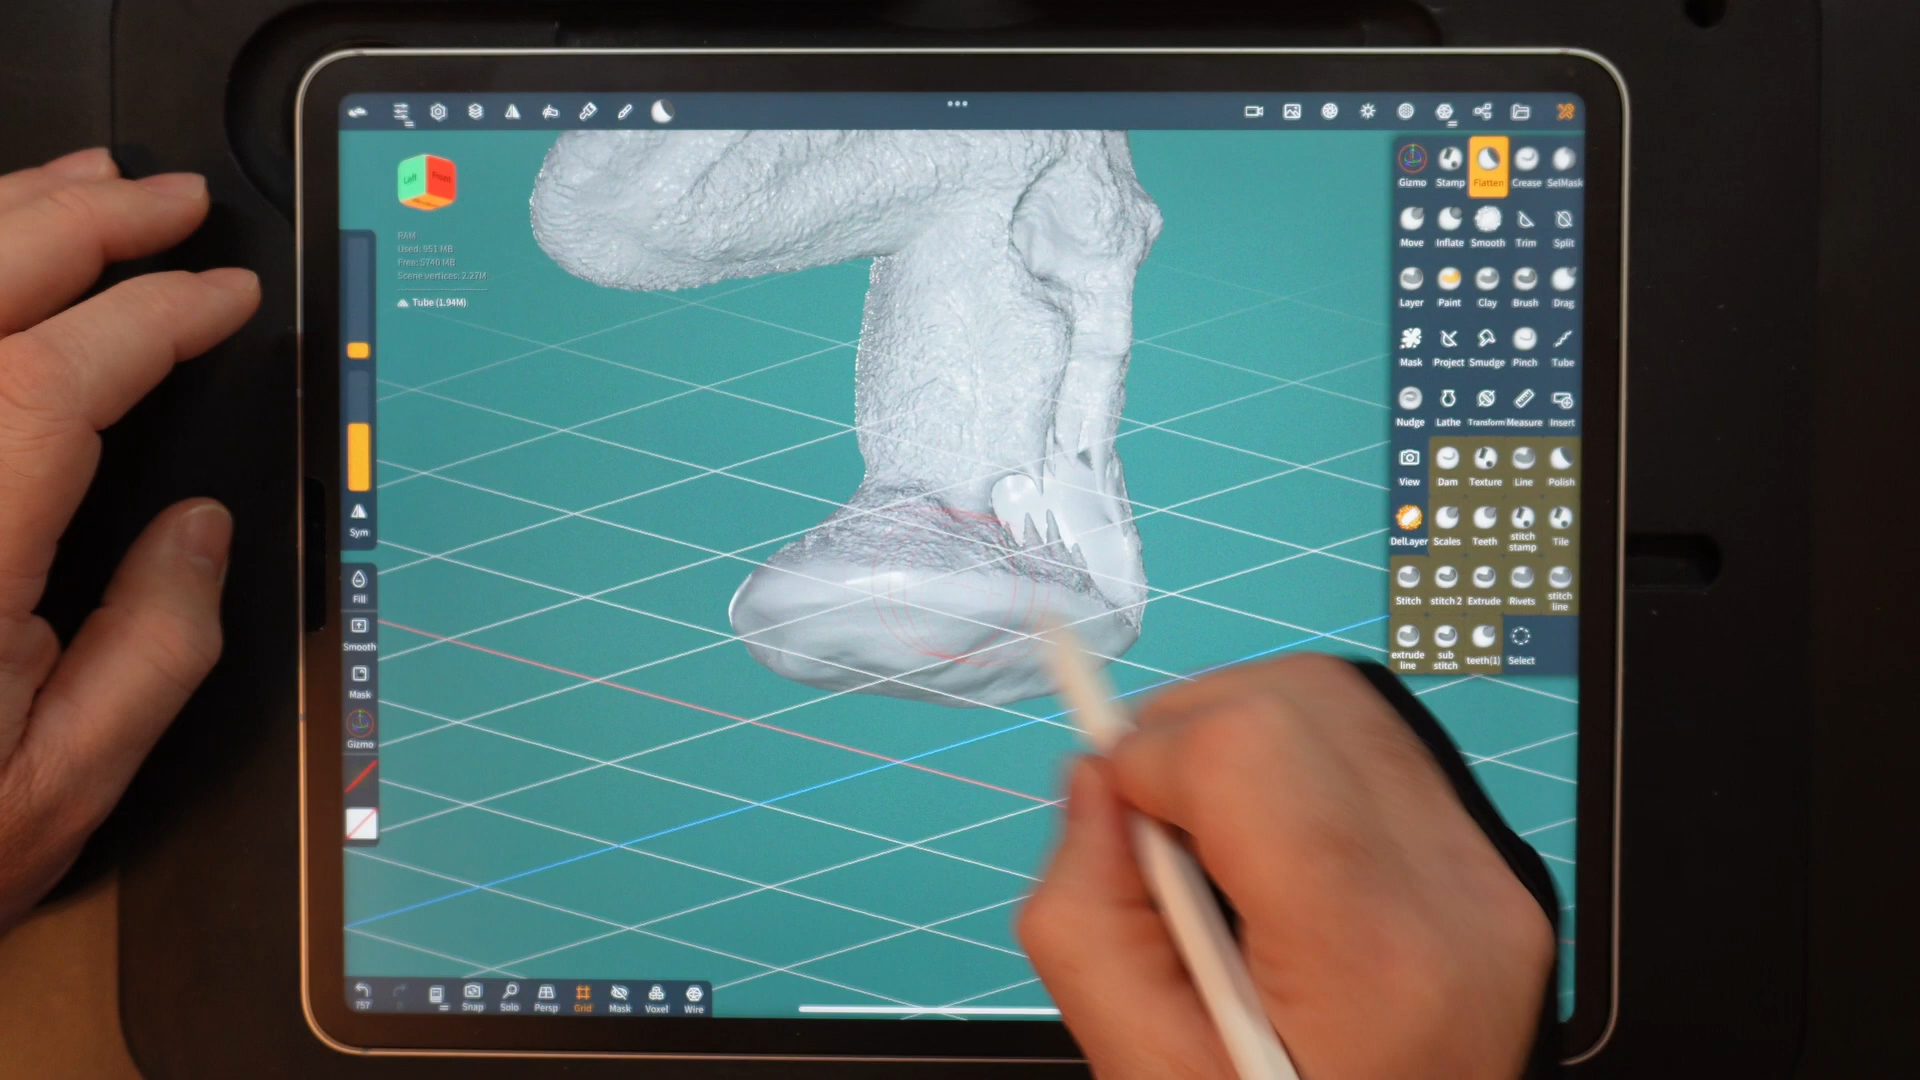 Left
Front
RAM
Used: 951 MB
Free: 5740 MB
Scene vertices: 2.27M
Tube (1.94M)
Sym
Fill
Smooth
Mask
Gizmo
757
0
Snap
Solo
Persp
Grid
Mask
Voxel
Wire
Gizmo
Stamp
Flatten
Crease
SelMask
Move
Inflate
Smooth
Trim
Split
Layer
Paint
Clay
Brush
Drag
Mask
Project
Smudge
Pinch
Tube
Nudge
Lathe
Transform
Measure
Insert
View
Dam
Texture
Line
Polish
DelLayer
Scales
Teeth
stitch
stamp
Tile
Stitch
stitch 2
Extrude
Rivets
stitch
line
extrude
line
sub
stitch
teeth(1)
Select